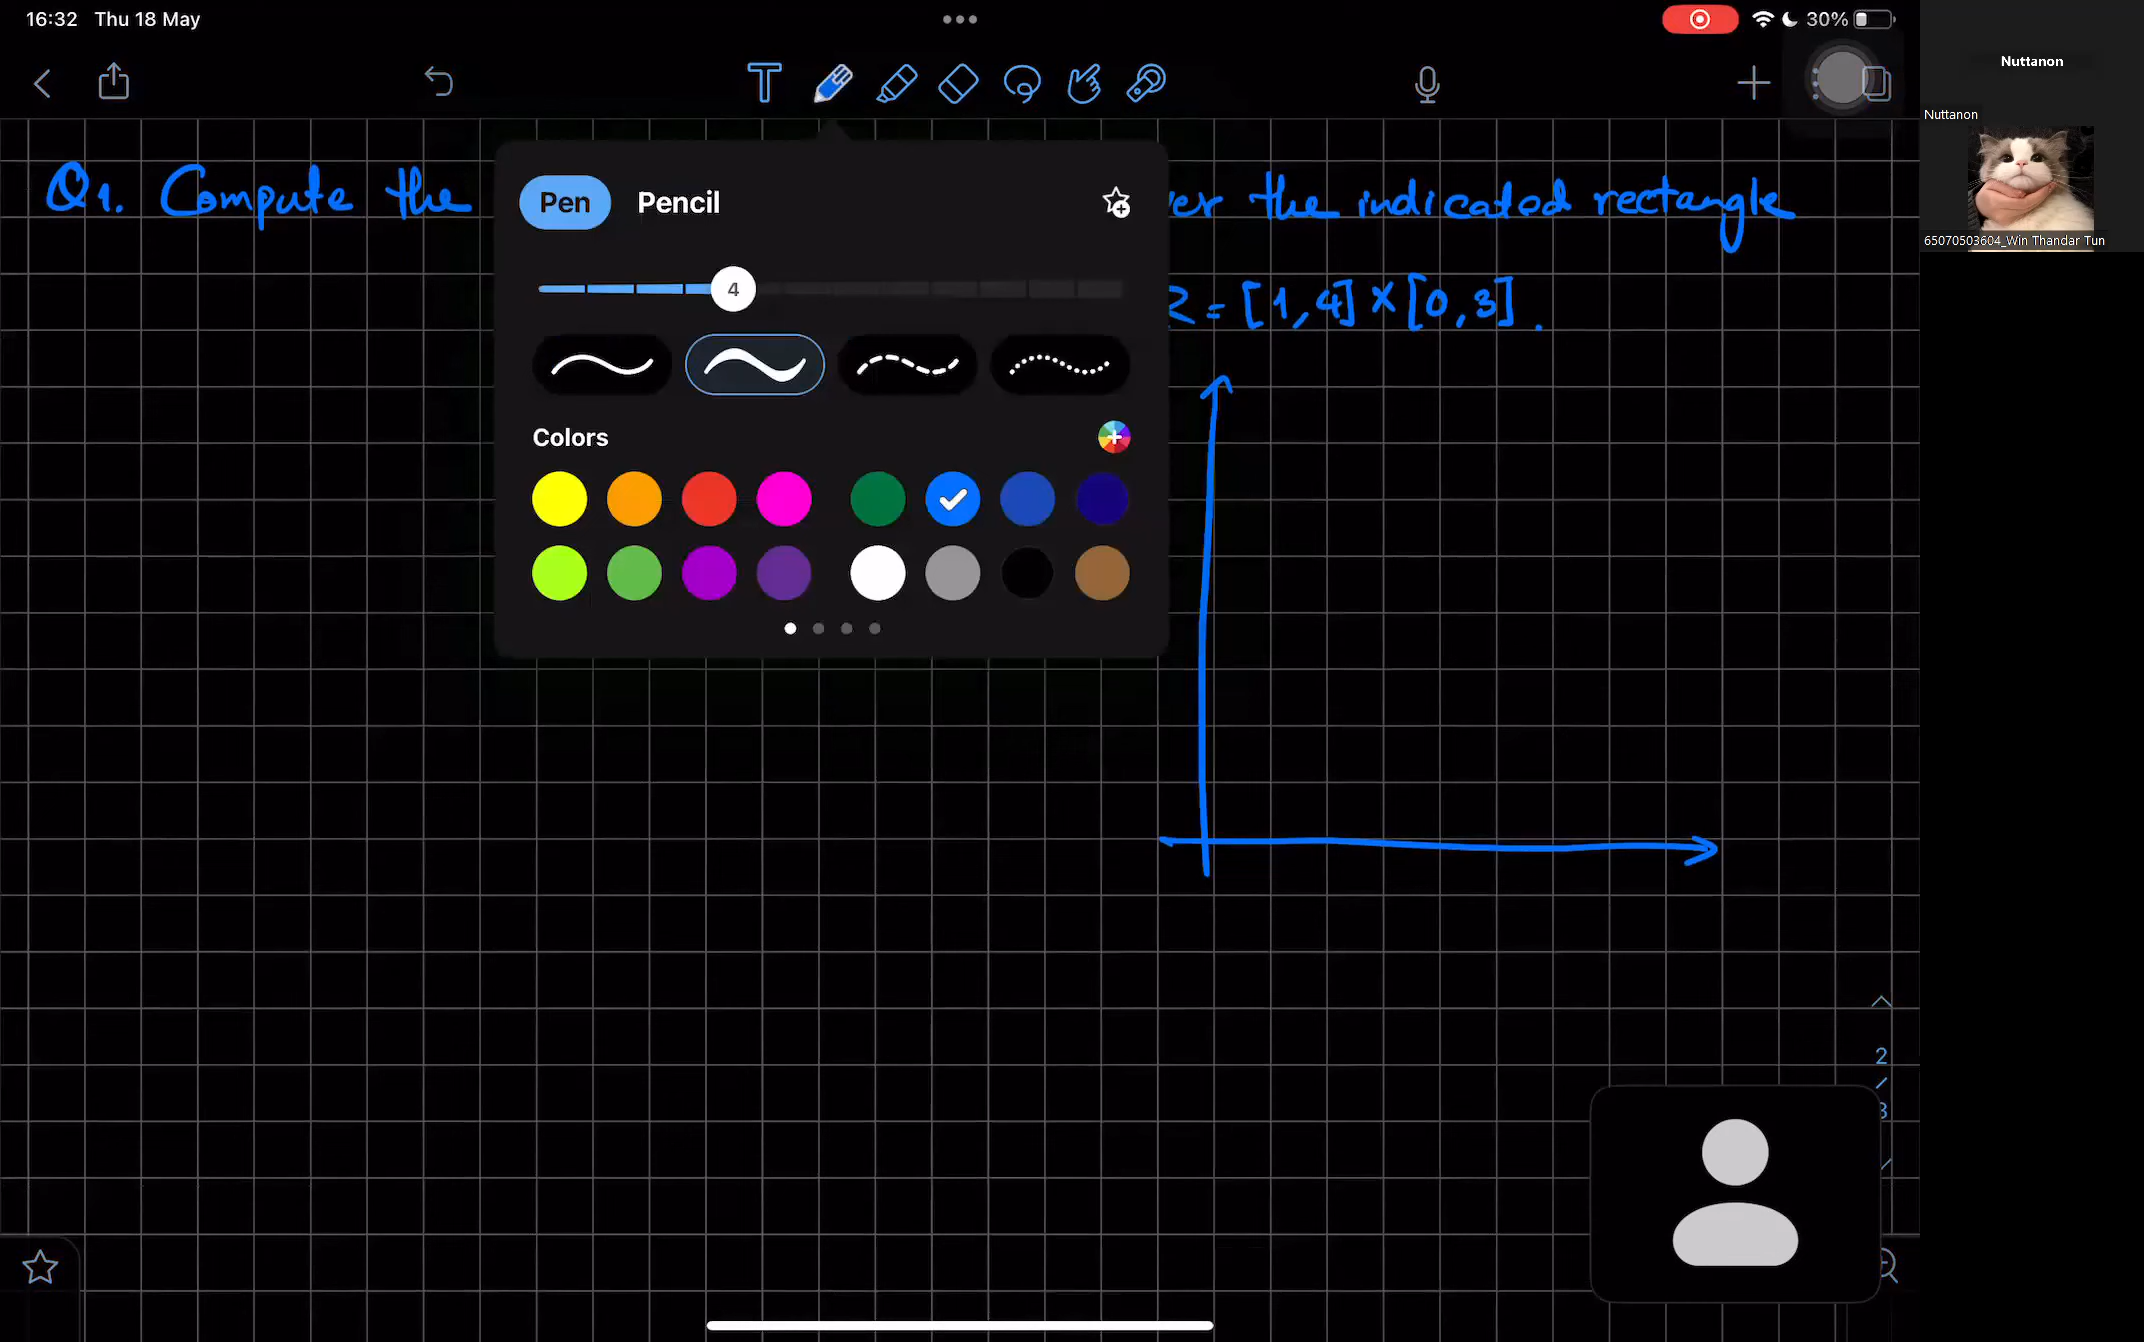 16:32 Thu 18 May
30%
Nuttanon
Nuttanon
65070503604_Win Thandar Tun
Q1. Compute the er the indicated rectangle
R = [1,4] × [0,3].
Pen Pencil
4
Colors
2
/
3